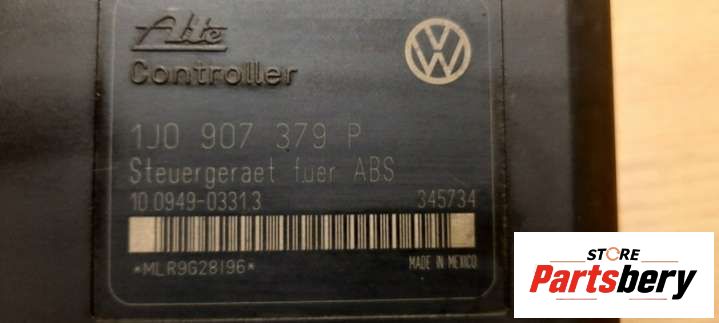 Ate
Controller
1J0 907 379 P
Steuergeraet fuer ABS
10.0949-0331.3
345734
*MLR9G28196*
MADE IN MEXICO
STORE
Partsbery